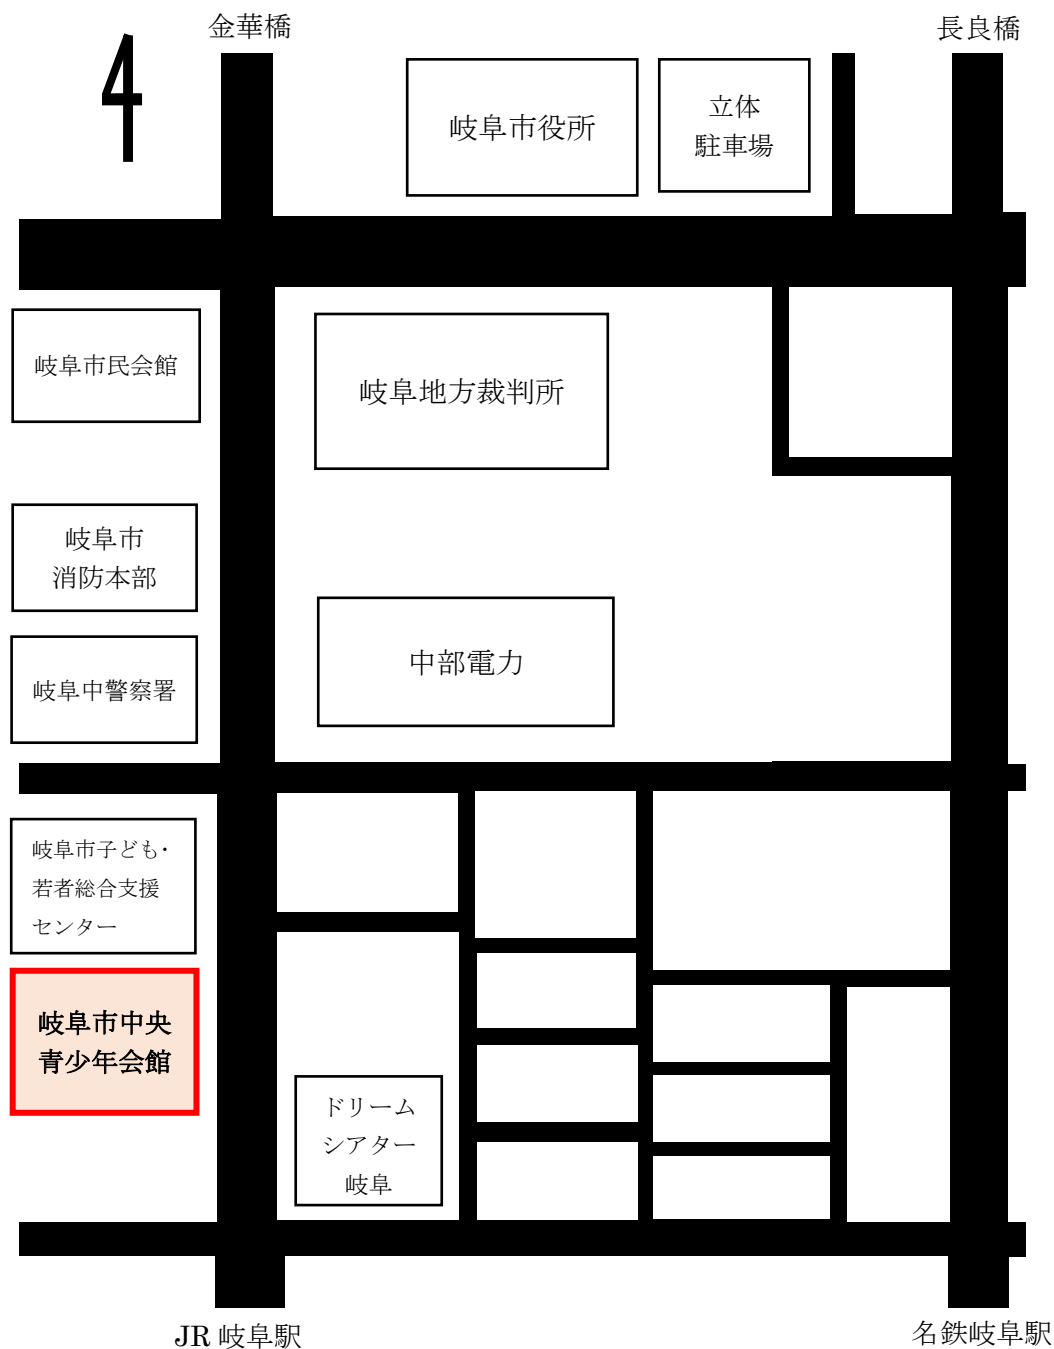 金華橋
長良橋
岐阜市役所
立体
駐車場
岐阜市民会館
岐阜地方裁判所
岐阜市
消防本部
中部電力
岐阜中警察署
岐阜市子ども・
若者総合支援
センター
岐阜市中央
青少年会館
ドリーム
シアター
岐阜
JR 岐阜駅
名鉄岐阜駅